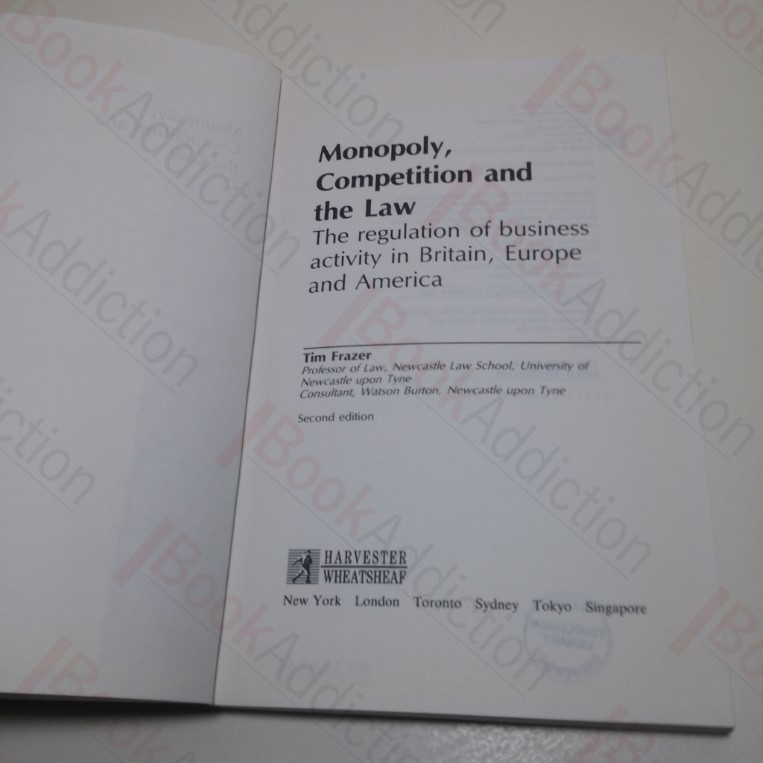 Monopoly,
Competition and
the Law
The regulation of business
activity in Britain, Europe
and America
Tim Frazer
Professor of Law, Newcastle Law School, University of
Newcastle upon Tyne
Consultant, Watson Burton, Newcastle upon Tyne
Second edition
HARVESTER
WHEATSHEAF
New York London Toronto Sydney Tokyo Singapore
BookAddiction